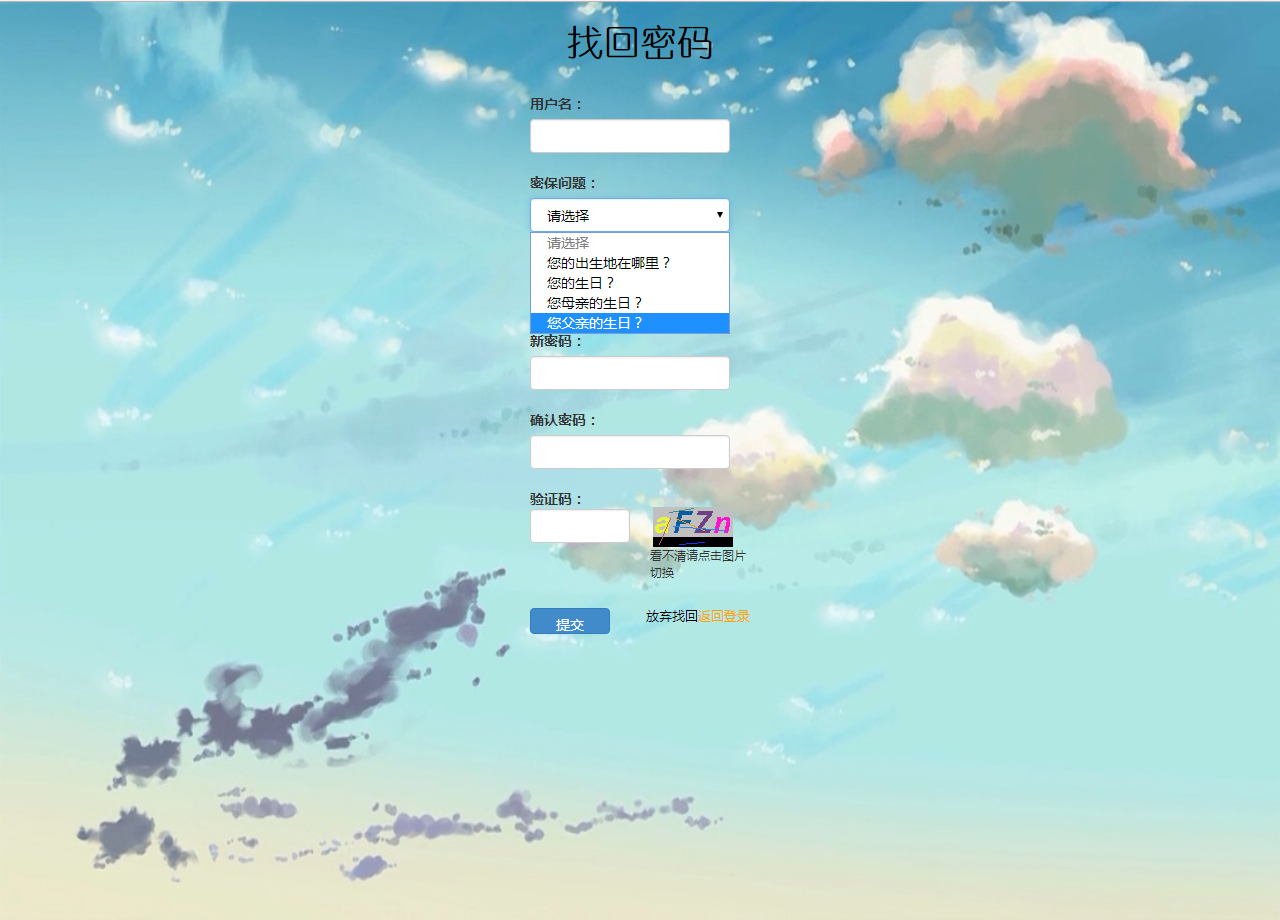 找回密码
用户名：
密保问题：
请选择
请选择
您的出生地在哪里？
您的生日？
您母亲的生日？
您父亲的生日？
新密码：
确认密码：
验证码：
aFZn
看不清请点击图片
切换
提交
放弃找回返回登录